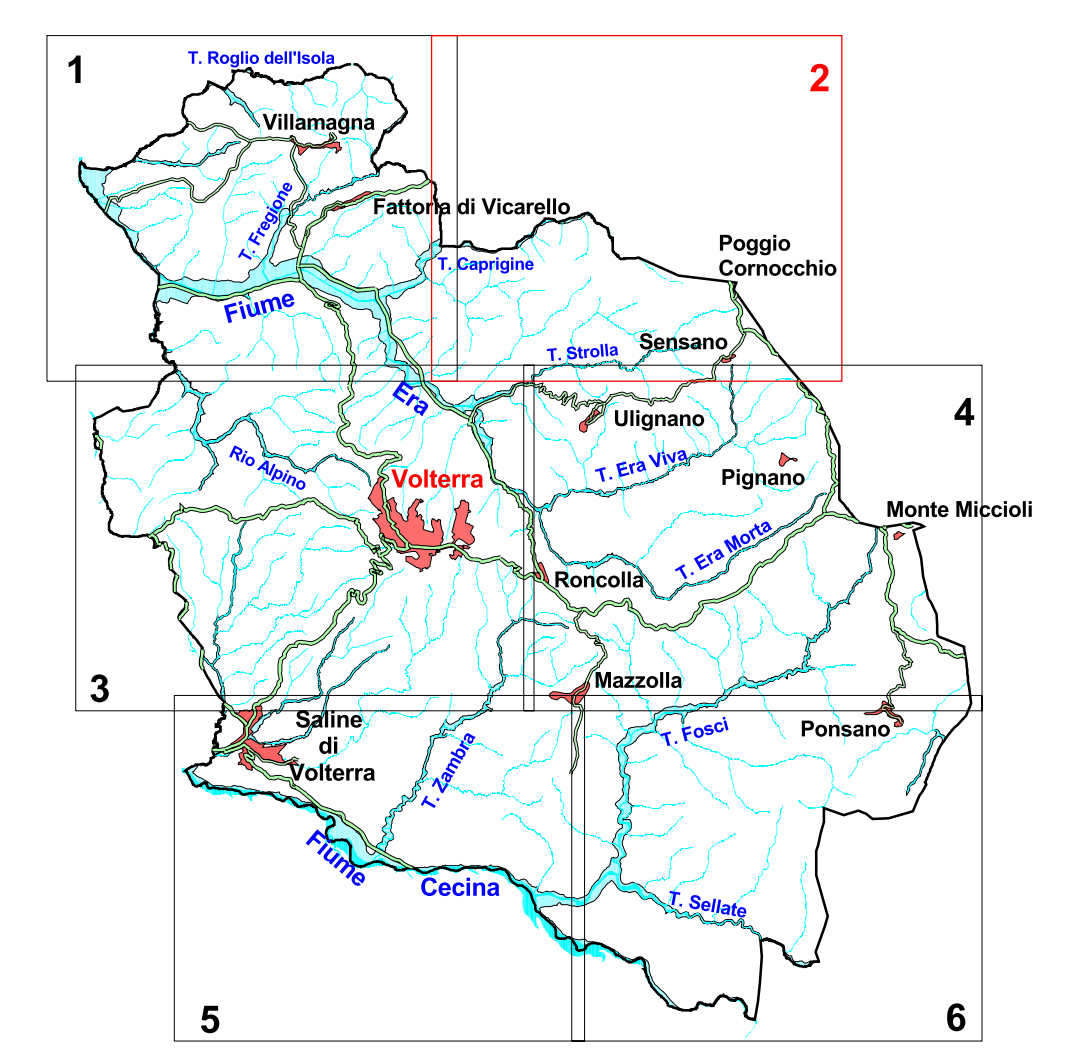 1
T. Roglio dell'Isola
2
Villamagna
T. Fregione
Fattoria di Vicarello
Poggio
Cornocchio
T. Caprigine
Fiume
Era
T. Strolla
Sensano
4
Ulignano
Rio Alpino
Volterra
T. Era Viva
Pignano
Monte Miccioli
T. Era Morta
Roncolla
3
Mazzolla
Saline
di
Volterra
T. Zambra
T. Fosci
Ponsano
Fiume
Cecina
T. Sellate
5
6